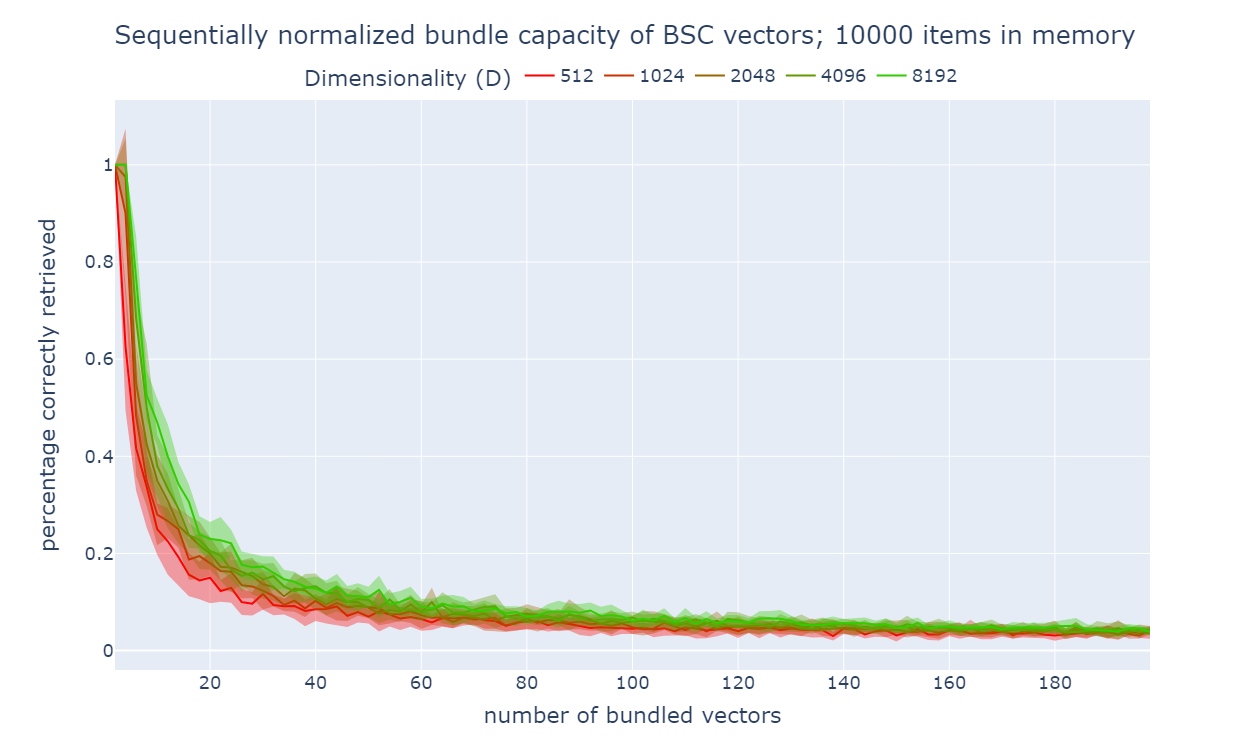 Sequentially normalized bundle capacity of BSC vectors; 10000 items in memory
Dimensionality (D) 512 1024 2048 4096 8192
percentage correctly retrieved
1
0.8
0.6
0.4
0.2
0
20 40 60 80 100 120 140 160 180
number of bundled vectors